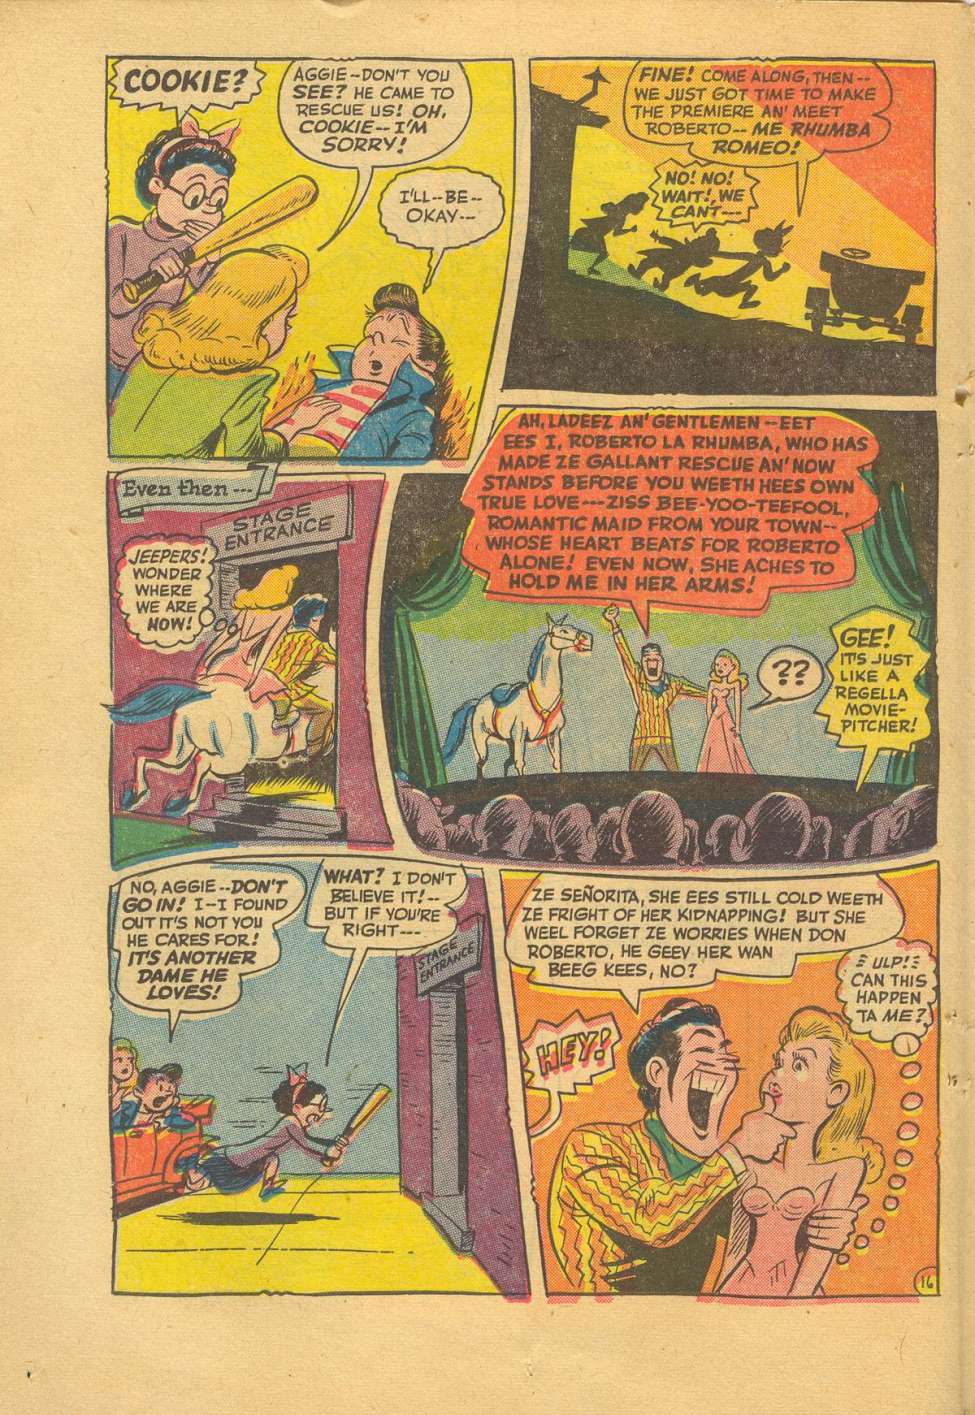 COOKIE?
AGGIE--DON'T YOU
SEE? HE CAME TO
RESCUE US! OH,
COOKIE--I'M
SORRY!
I'LL--BE--
OKAY---
FINE! COME ALONG, THEN--
WE JUST GOT TIME TO MAKE
THE PREMIERE AN' MEET
ROBERTO--ME RHUMBA
ROMEO!
NO! NO!
WAIT!, WE
CAN'T---
Even then---
STAGE
ENTRANCE
JEEPERS!
WONDER
WHERE
WE ARE
NOW!
AH, LADEEZ AN' GENTLEMEN--EET
EES I, ROBERTO LA RHUMBA, WHO HAS
MADE ZE GALLANT RESCUE AN' NOW
STANDS BEFORE YOU WEETH HEES OWN
TRUE LOVE---ZISS BEE-YOO-TEEFOOL,
ROMANTIC MAID FROM YOUR TOWN--
WHOSE HEART BEATS FOR ROBERTO
ALONE! EVEN NOW, SHE ACHES TO
HOLD ME IN HER ARMS!
??
GEE!
IT'S JUST
LIKE A
REGELLA
MOVIE-
PITCHER!
NO, AGGIE--DON'T
GO IN! I--I FOUND
OUT IT'S NOT YOU
HE CARES FOR!
IT'S ANOTHER
DAME HE
LOVES!
WHAT? I DON'T
BELIEVE IT!--
BUT IF YOU'RE
RIGHT---
STAGE
ENTRANCE
ZE SEÑORITA, SHE EES STILL COLD WEETH
ZE FRIGHT OF HER KIDNAPPING! BUT SHE
WEEL FORGET ZE WORRIES WHEN DON
ROBERTO, HE GEEV HER WAN
BEEG KEES, NO?
HEY!
ULP!
CAN THIS
HAPPEN
TA ME?
16